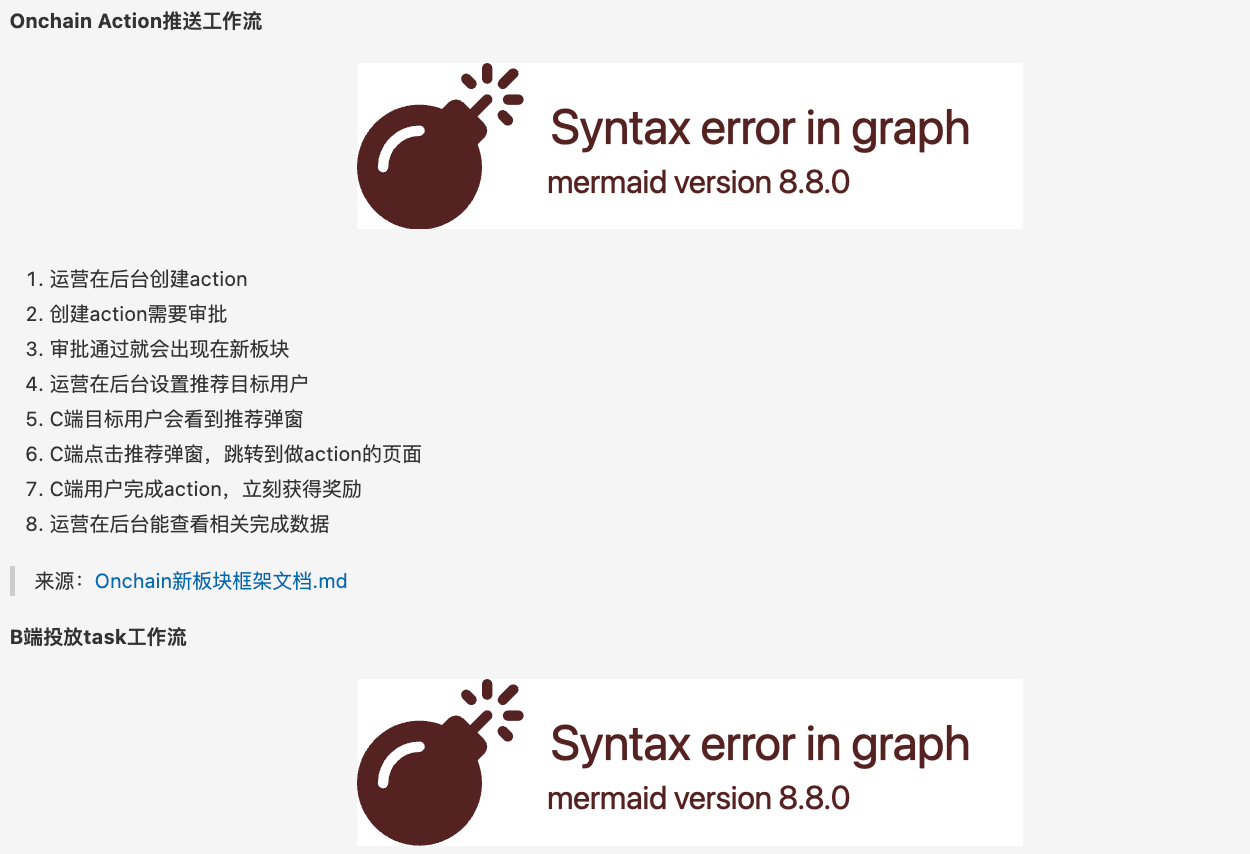 Onchain Action推送工作流
Syntax error in graph
mermaid version 8.8.0
1. 运营在后台创建action
2. 创建action需要审批
3. 审批通过就会出现在新板块
4. 运营在后台设置推荐目标用户
5. C端目标用户会看到推荐弹窗
6. C端点击推荐弹窗，跳转到做action的页面
7. C端用户完成action，立刻获得奖励
8. 运营在后台能查看相关完成数据
来源：Onchain新板块框架文档.md
B端投放task工作流
Syntax error in graph
mermaid version 8.8.0